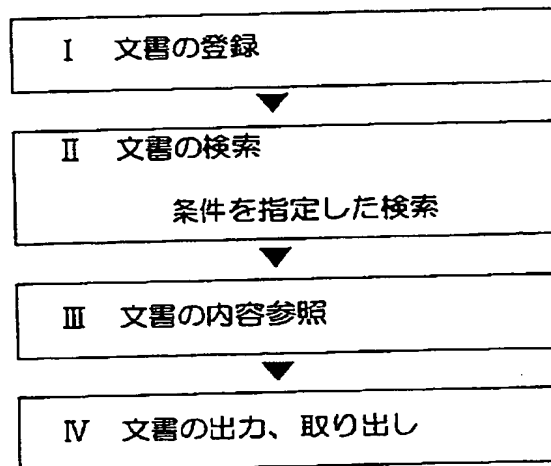 Ⅰ 文書の登録
Ⅱ 文書の検索
条件を指定した検索
Ⅲ 文書の内容参照
Ⅳ 文書の出力、取り出し